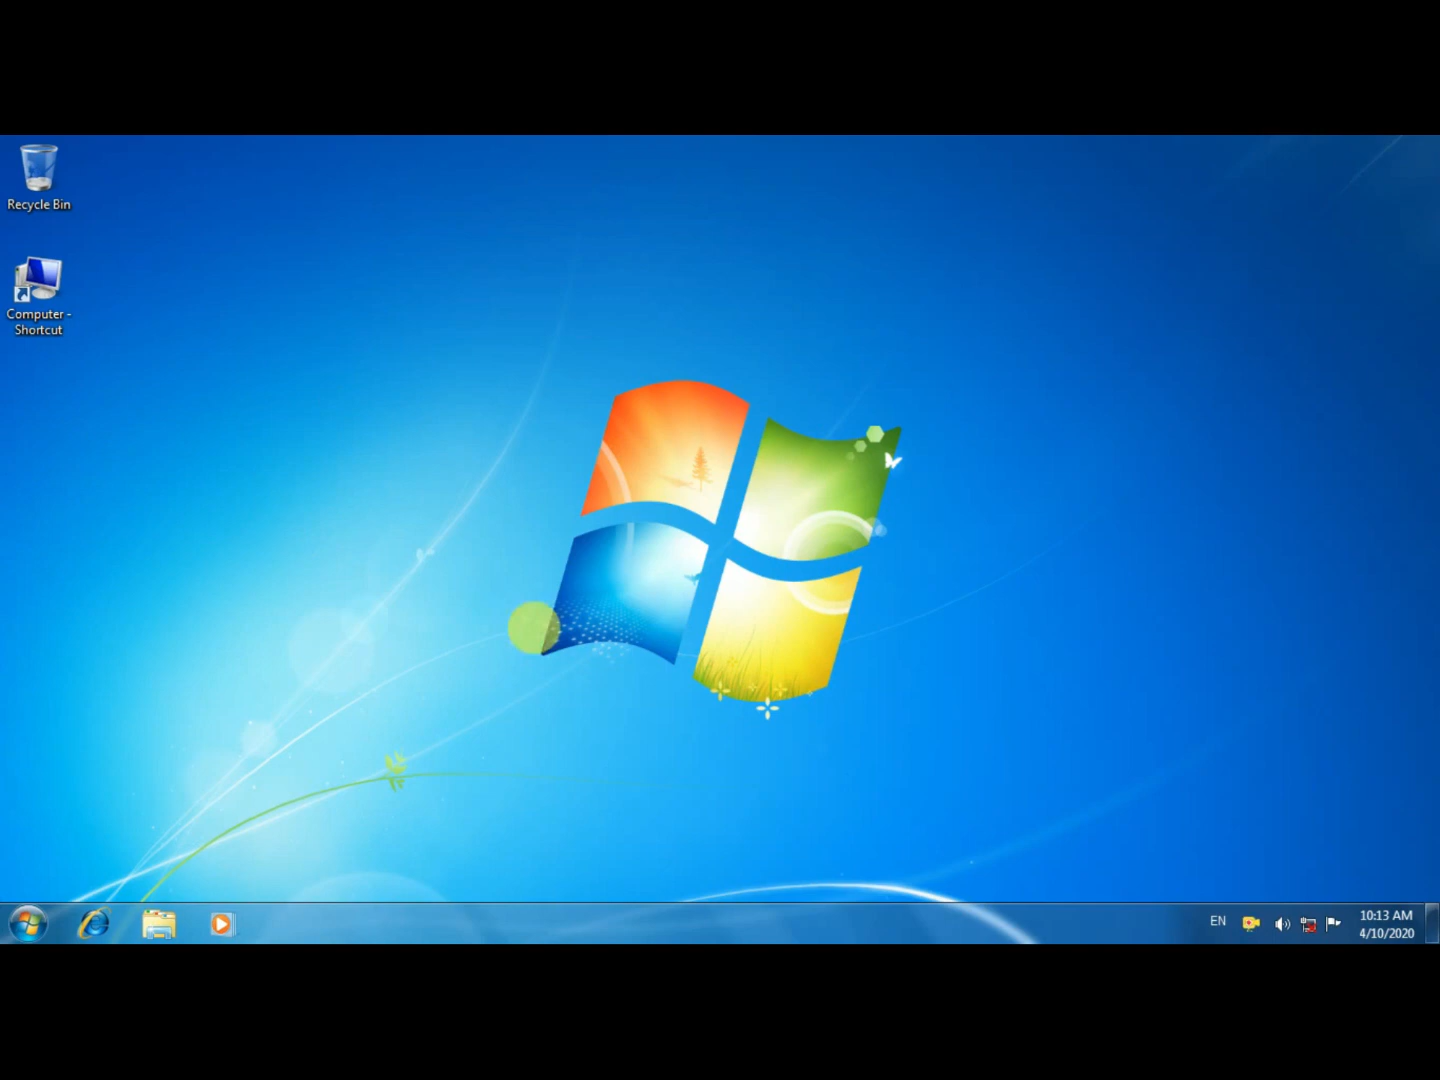 Recycle Bin
Computer -
Shortcut
EN
10:13 AM
4/10/2020